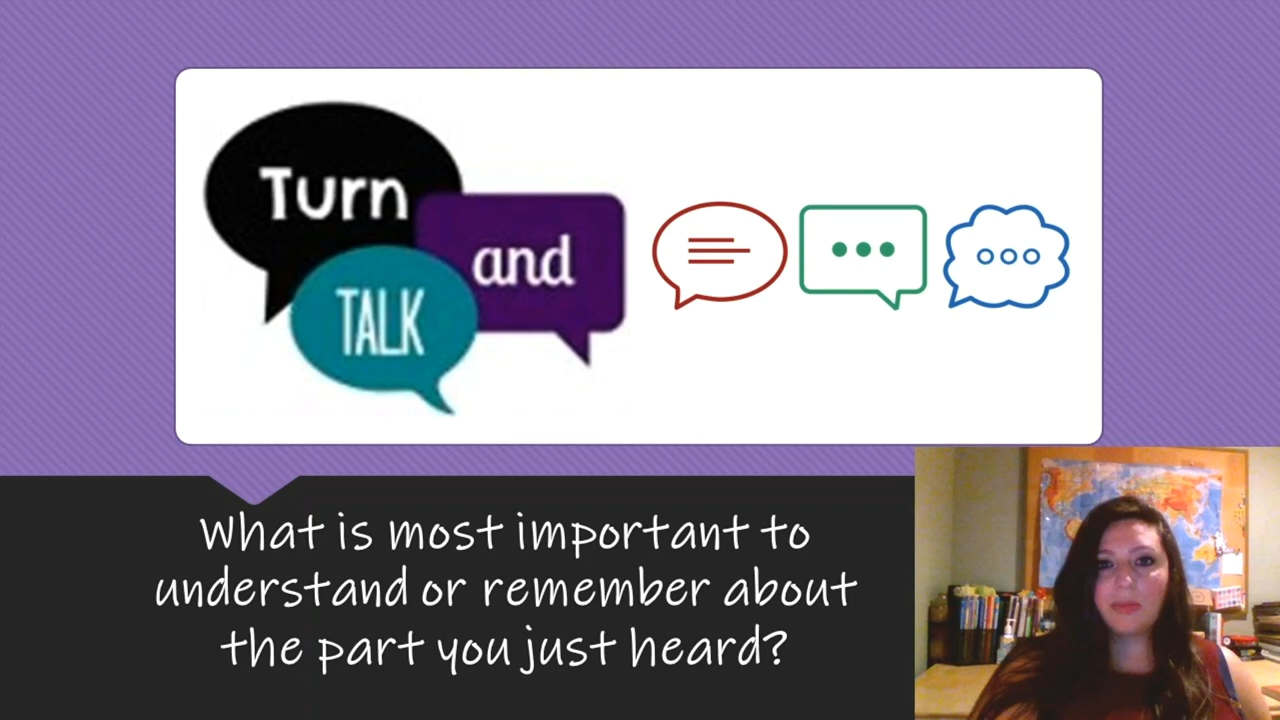 Turn
and
TALK
What is most important to
understand or remember about
the part you just heard?